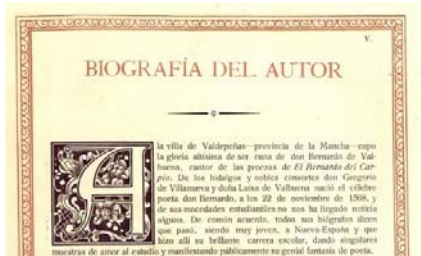 V.
BIOGRAFÍA DEL AUTOR
A la villa de Valdepeñas—provincia de la Mancha—cupo
la gloria altísima de ser cuna de don Bernardo de Val-
buena, cantor de las proezas de El Bernardo del Car-
pio. De los hidalgos y nobles consortes don Gregorio
de Villanueva y doña Luisa de Valbuena nació el célebre
poeta don Bernardo, a los 22 de noviembre de 1568, y
de sus mocedades estudiantiles no nos ha llegado noticia
alguna. De común acuerdo, todos sus biógrafos dicen
que pasó, siendo muy joven, a Nueva-España y que
hizo allí su brillante carrera escolar, dando singulares
muestras de amor al estudio y manifestando públicamente su genial fantasía de poeta.